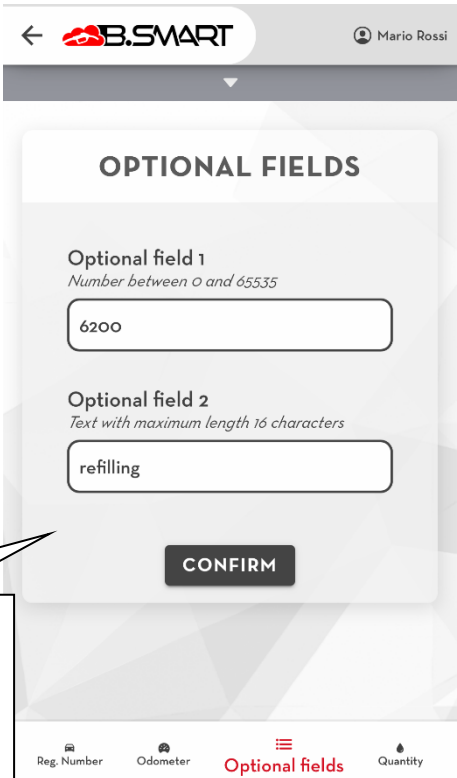 B.SMART
Mario Rossi
OPTIONAL FIELDS
Optional field 1
Number between 0 and 65535
6200
Optional field 2
Text with maximum length 16 characters
refilling
CONFIRM
Reg. Number
Odometer
Optional fields
Quantity